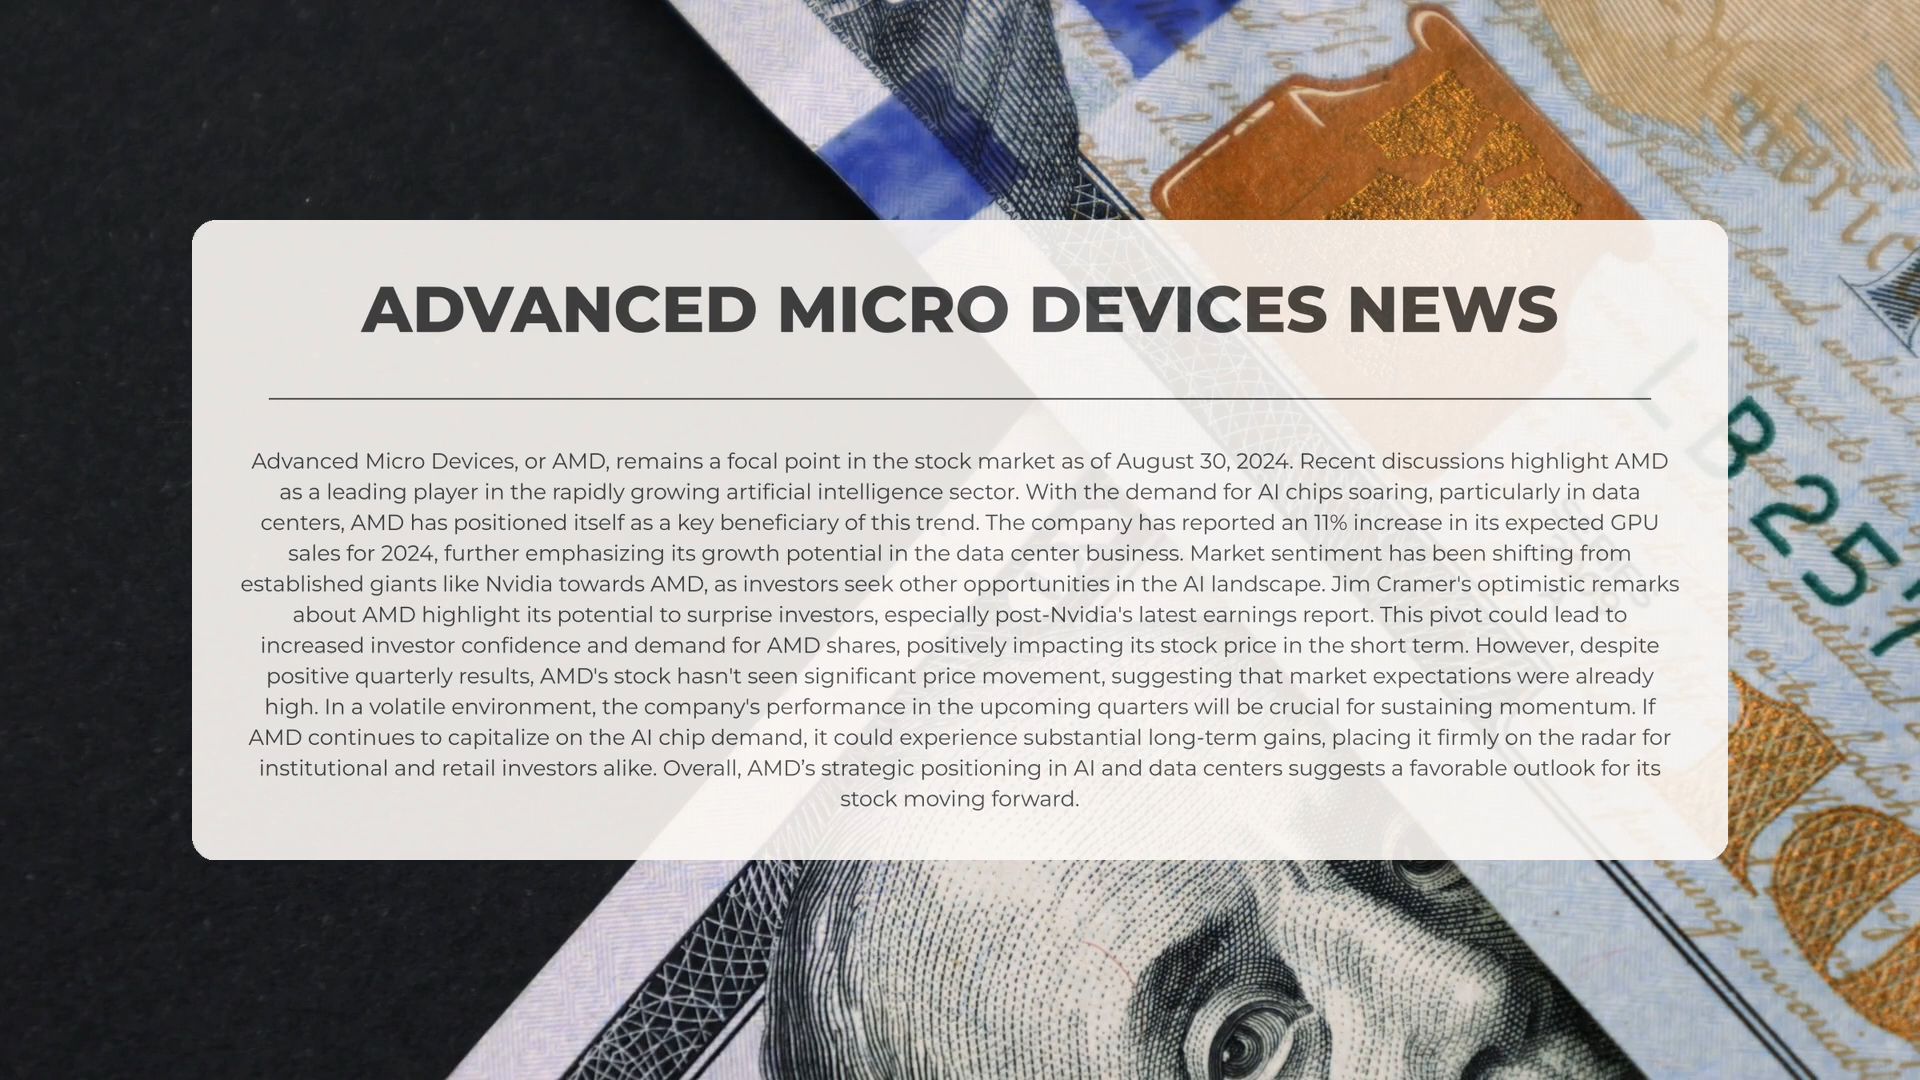 ADVANCED MICRO DEVICES NEWS
Advanced Micro Devices, or AMD, remains a focal point in the stock market as of August 30, 2024. Recent discussions highlight AMD
as a leading player in the rapidly growing artificial intelligence sector. With the demand for AI chips soaring, particularly in data
centers, AMD has positioned itself as a key beneficiary of this trend. The company has reported an 11% increase in its expected GPU
sales for 2024, further emphasizing its growth potential in the data center business. Market sentiment has been shifting from
established giants like Nvidia towards AMD, as investors seek other opportunities in the AI landscape. Jim Cramer's optimistic remarks
about AMD highlight its potential to surprise investors, especially post-Nvidia's latest earnings report. This pivot could lead to
increased investor confidence and demand for AMD shares, positively impacting its stock price in the short term. However, despite
positive quarterly results, AMD's stock hasn't seen significant price movement, suggesting that market expectations were already
high. In a volatile environment, the company's performance in the upcoming quarters will be crucial for sustaining momentum. If
AMD continues to capitalize on the AI chip demand, it could experience substantial long-term gains, placing it firmly on the radar for
institutional and retail investors alike. Overall, AMD’s strategic positioning in AI and data centers suggests a favorable outlook for its
stock moving forward.
LB257